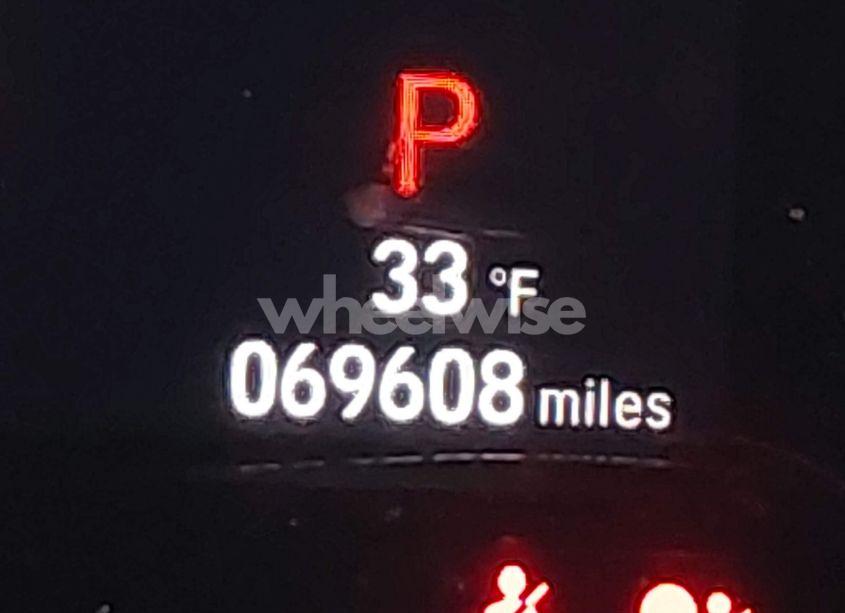 P
33 °F
wheelwise
069608 miles